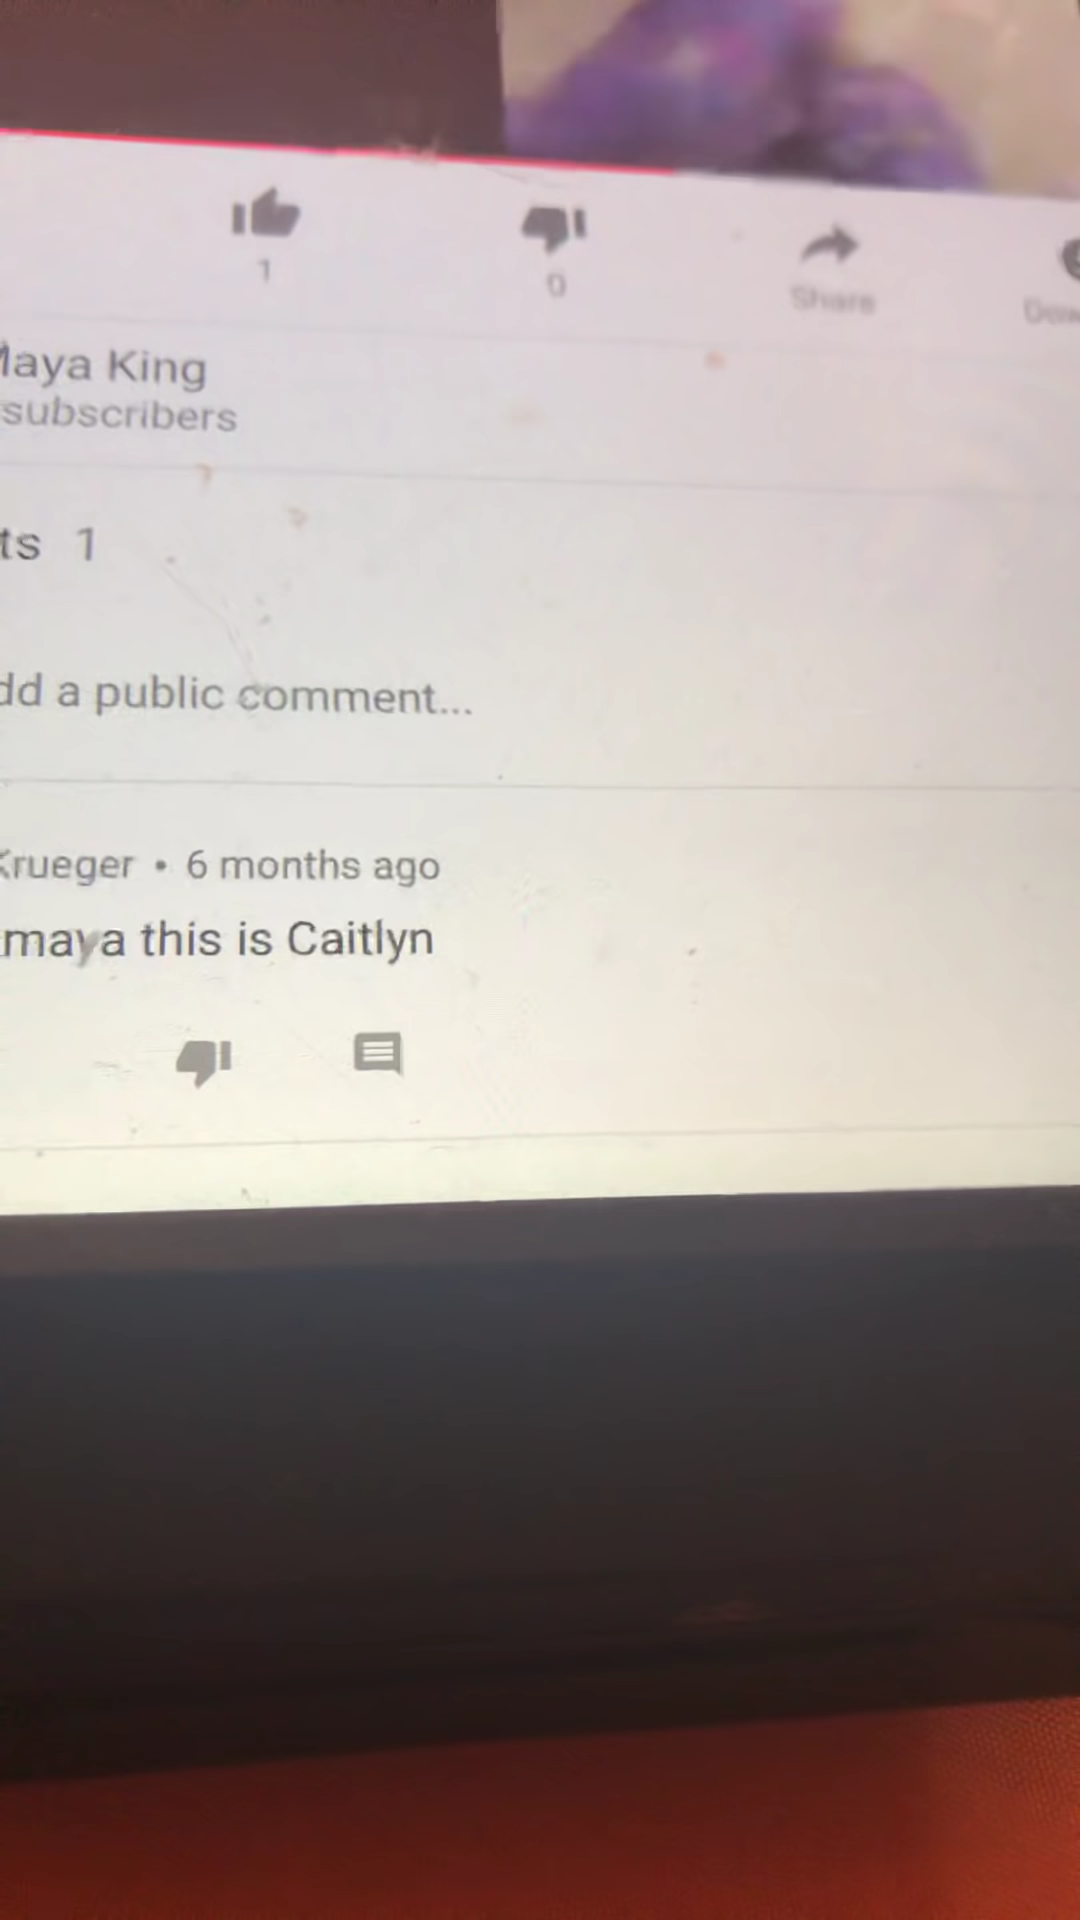 1
0
Share
Maya King
subscribers
ts 1
dd a public comment...
Krueger • 6 months ago
maya this is Caitlyn